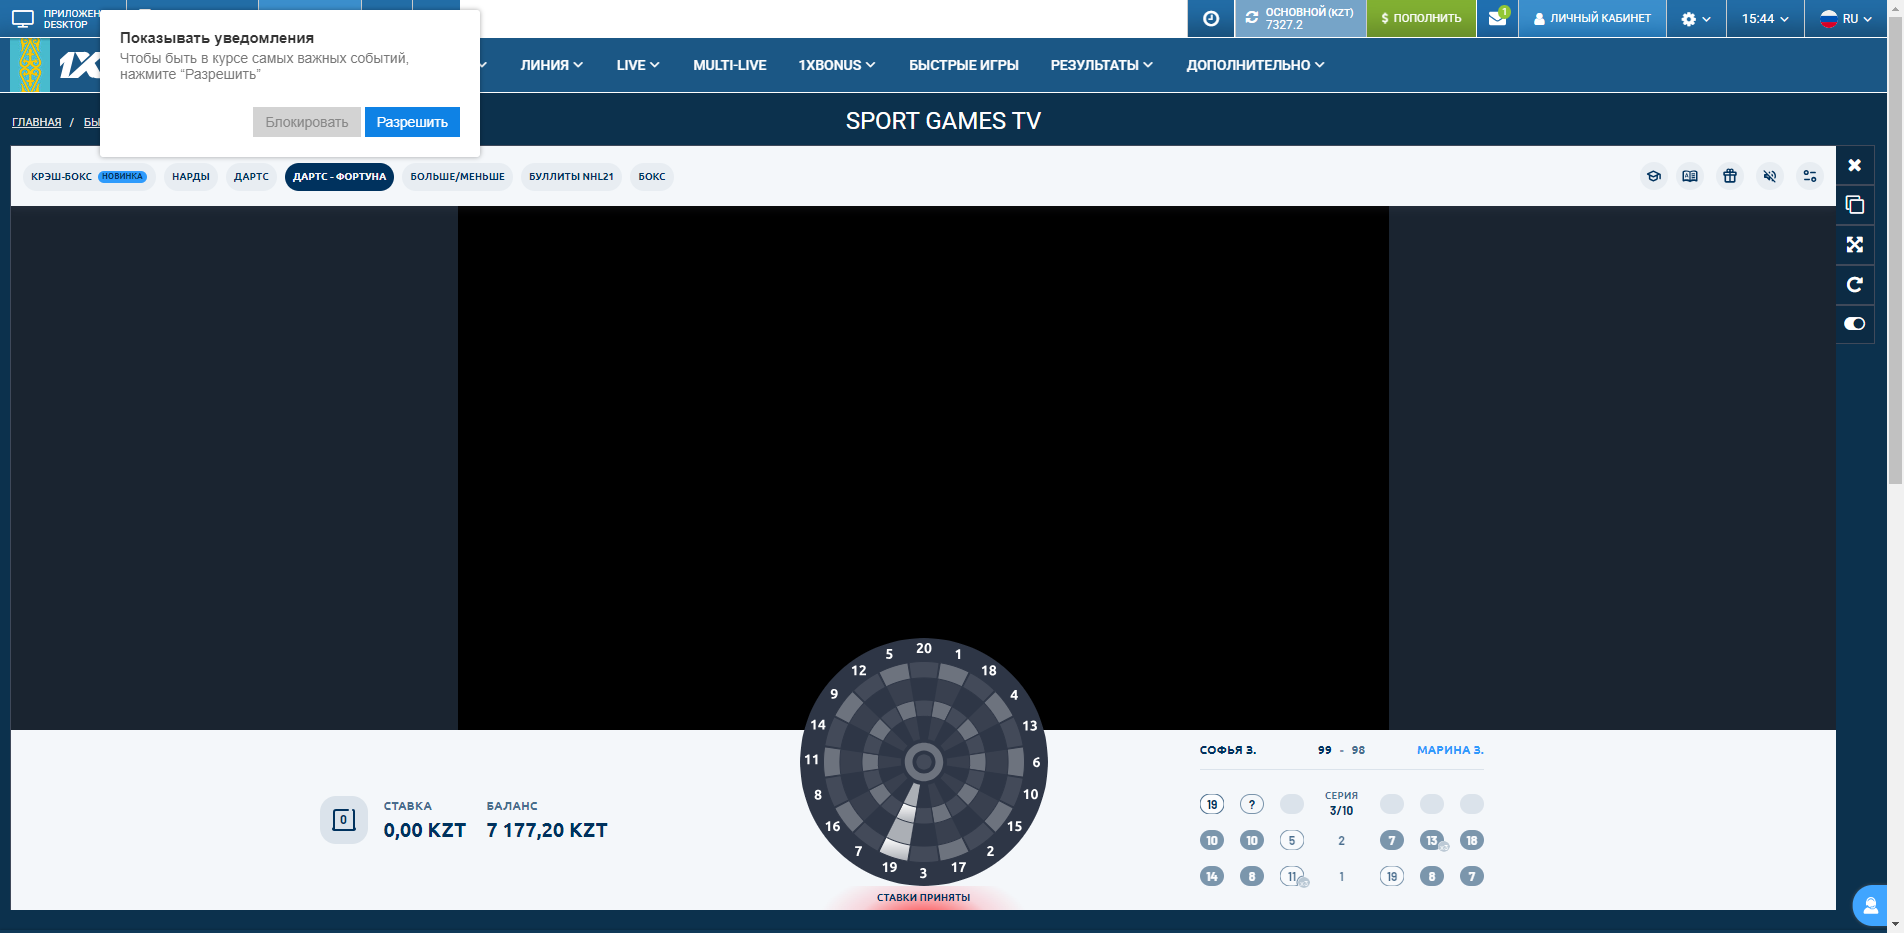 ПРИЛОЖЕН
DESKTOP
ОСНОВНОЙ (KZT)
7327.2
$ ПОПОЛНИТЬ
1
ЛИЧНЫЙ КАБИНЕТ
15:44
RU
Показывать уведомления
Чтобы быть в курсе самых важных событий,
нажмите “Разрешить”
Блокировать
Разрешить
1X
ЛИНИЯ
LIVE
MULTI-LIVE
1XBONUS
БЫСТРЫЕ ИГРЫ
РЕЗУЛЬТАТЫ
ДОПОЛНИТЕЛЬНО
ГЛАВНАЯ / БЫ
SPORT GAMES TV
КРЭШ-БОКС НОВИНКА
НАРДЫ
ДАРТС
ДАРТС - ФОРТУНА
БОЛЬШЕ/МЕНЬШЕ
БУЛЛИТЫ NHL21
БОКС
20
1
18
4
13
6
10
15
2
17
3
19
7
16
8
11
14
9
12
5
СТАВКИ ПРИНЯТЫ
0
СТАВКА
0,00 KZT
БАЛАНС
7 177,20 KZT
СОФЬЯ З. 99 - 98 МАРИНА З.
19 ? СЕРИЯ
3/10
10 10 5 2 7 13 18
14 8 11 1 19 8 7